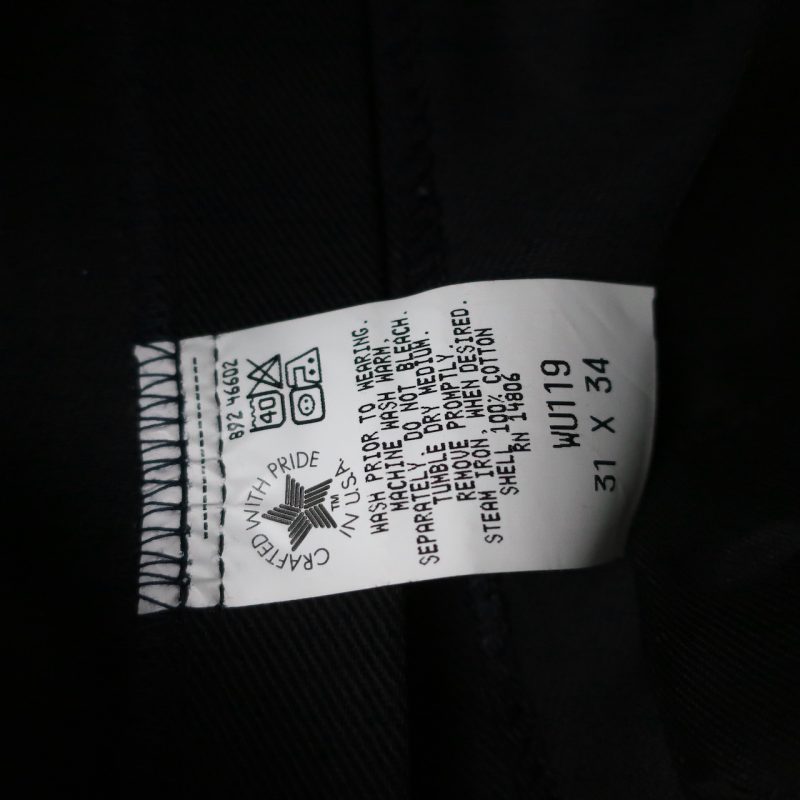 892 46602
40
CRAFTED WITH PRIDE
IN U.S.A.
TM
WASH PRIOR TO WEARING.
MACHINE WASH WARM,
SEPARATELY. DO NOT BLEACH.
TUMBLE DRY MEDIUM.
REMOVE PROMPTLY.
STEAM IRON, WHEN DESIRED.
SHELL 100% COTTON
RN 14806
WU119
31 X 34